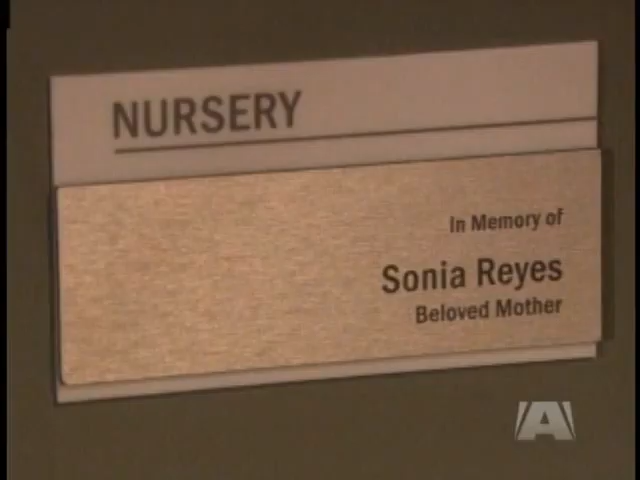 NURSERY
In Memory of
Sonia Reyes
Beloved Mother
A